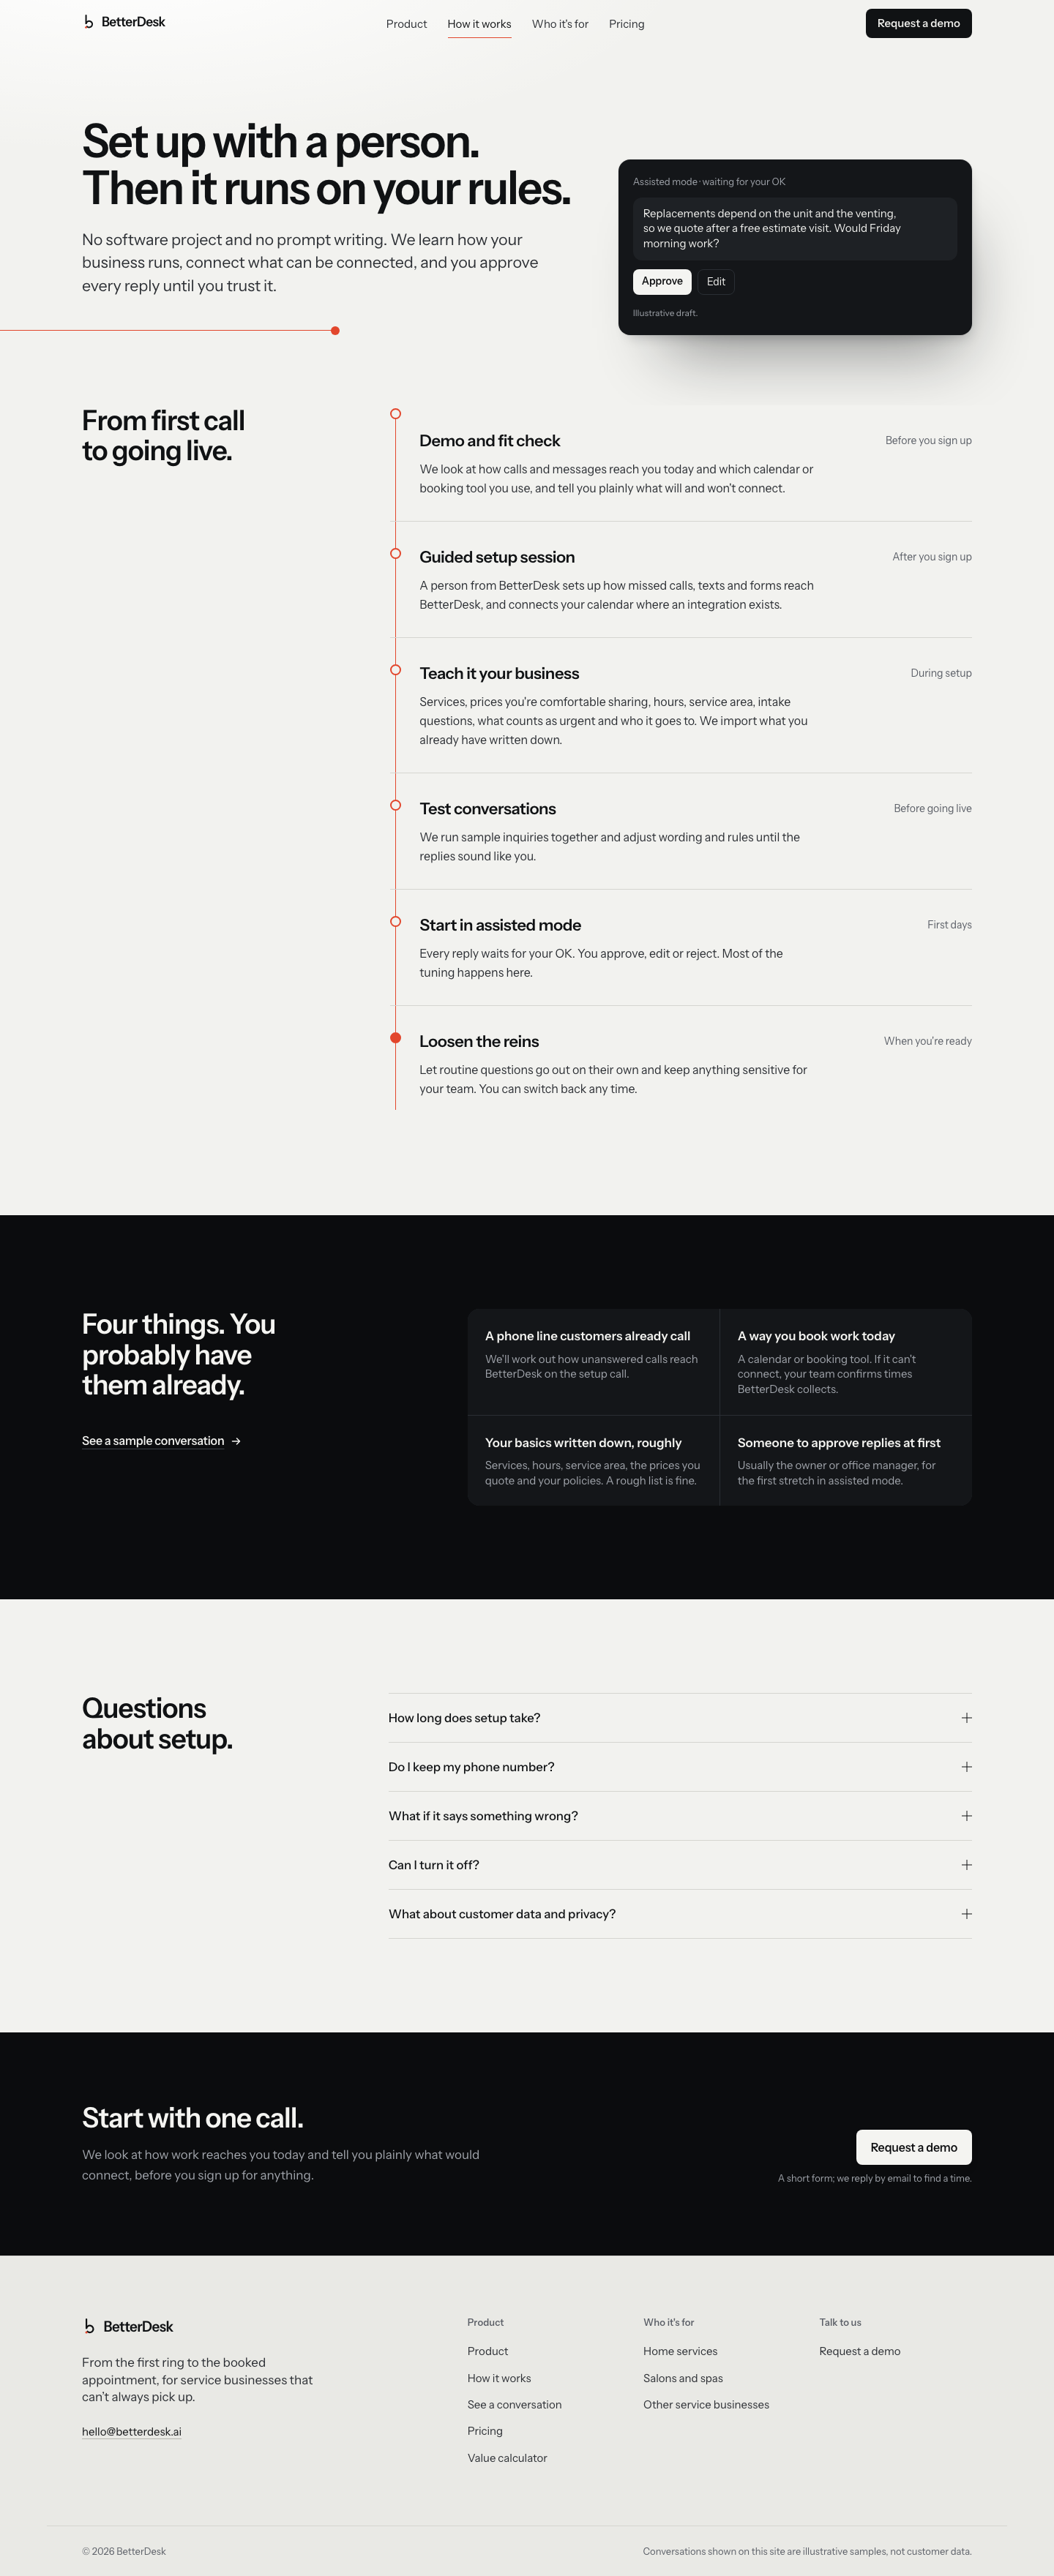 BetterDesk
Product
How it works
Who it's for
Pricing
Request a demo
Set up with a person.
Then it runs on your rules.
No software project and no prompt writing. We learn how your
business runs, connect what can be connected, and you approve
every reply until you trust it.
Assisted mode · waiting for your OK
Replacements depend on the unit and the venting,
so we quote after a free estimate visit. Would Friday
morning work?
Approve
Edit
Illustrative draft.
From first call
to going live.
Demo and fit check
Before you sign up
We look at how calls and messages reach you today and which calendar or
booking tool you use, and tell you plainly what will and won't connect.
Guided setup session
After you sign up
A person from BetterDesk sets up how missed calls, texts and forms reach
BetterDesk, and connects your calendar where an integration exists.
Teach it your business
During setup
Services, prices you're comfortable sharing, hours, service area, intake
questions, what counts as urgent and who it goes to. We import what you
already have written down.
Test conversations
Before going live
We run sample inquiries together and adjust wording and rules until the
replies sound like you.
Start in assisted mode
First days
Every reply waits for your OK. You approve, edit or reject. Most of the
tuning happens here.
Loosen the reins
When you're ready
Let routine questions go out on their own and keep anything sensitive for
your team. You can switch back any time.
Four things. You
probably have
them already.
See a sample conversation →
A phone line customers already call
We'll work out how unanswered calls reach
BetterDesk on the setup call.
A way you book work today
A calendar or booking tool. If it can't
connect, your team confirms times
BetterDesk collects.
Your basics written down, roughly
Services, hours, service area, the prices you
quote and your policies. A rough list is fine.
Someone to approve replies at first
Usually the owner or office manager, for
the first stretch in assisted mode.
Questions
about setup.
How long does setup take?
Do I keep my phone number?
What if it says something wrong?
Can I turn it off?
What about customer data and privacy?
Start with one call.
We look at how work reaches you today and tell you plainly what would
connect, before you sign up for anything.
Request a demo
A short form; we reply by email to find a time.
BetterDesk
From the first ring to the booked
appointment, for service businesses that
can't always pick up.
hello@betterdesk.ai
Product
Product
How it works
See a conversation
Pricing
Value calculator
Who it's for
Home services
Salons and spas
Other service businesses
Talk to us
Request a demo
© 2026 BetterDesk
Conversations shown on this site are illustrative samples, not customer data.